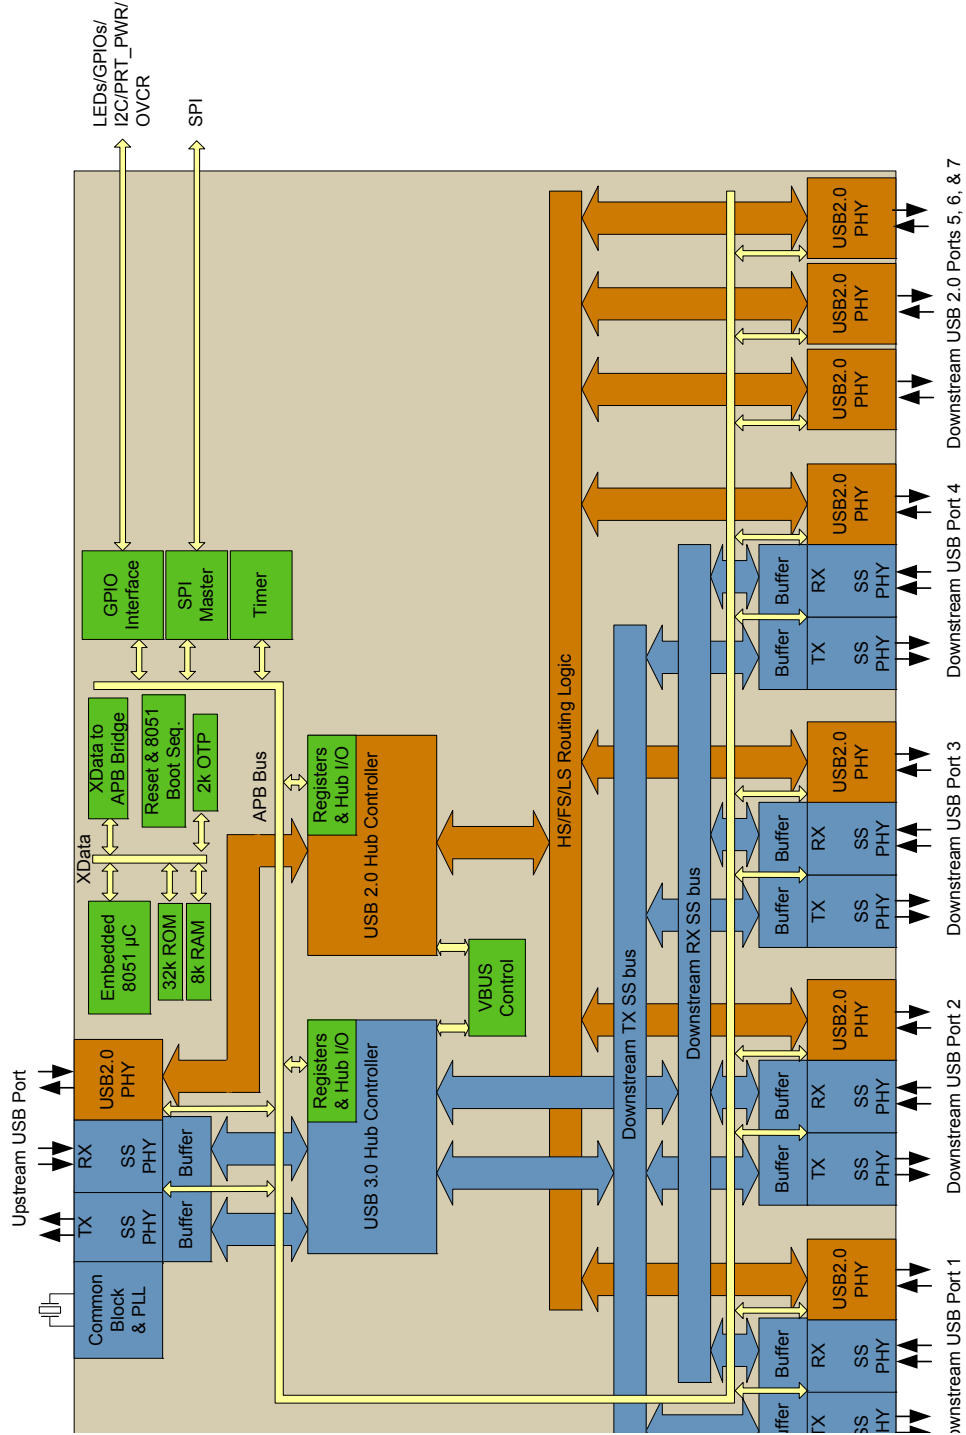 Upstream USB Port
Common
Block
& PLL
TX
SS
PHY
RX
SS
PHY
USB2.0
PHY
Buffer
Buffer
Embedded
8051 µC
32k ROM
8k RAM
XData
XData to
APB Bridge
Reset & 8051
Boot Seq.
2k OTP
GPIO
Interface
SPI
Master
Timer
LEDs/GPIOs/
I2C/PRT_PWR/
OVCR
SPI
APB Bus
Registers
& Hub I/O
USB 3.0 Hub Controller
Registers
& Hub I/O
USB 2.0 Hub Controller
VBUS
Control
HS/FS/LS Routing Logic
Downstream TX SS bus
Downstream RX SS bus
Buffer
TX
RX
SS
PHY
USB2.0
PHY
Buffer
TX
SS
PHY
Buffer
RX
SS
PHY
USB2.0
PHY
Buffer
TX
SS
PHY
Buffer
RX
SS
PHY
USB2.0
PHY
Buffer
TX
SS
PHY
Buffer
RX
SS
PHY
USB2.0
PHY
USB2.0
PHY
USB2.0
PHY
USB2.0
PHY
USB Port 1
Downstream USB Port 2
Downstream USB Port 3
Downstream USB Port 4
Downstream USB 2.0 Ports 5, 6, & 7